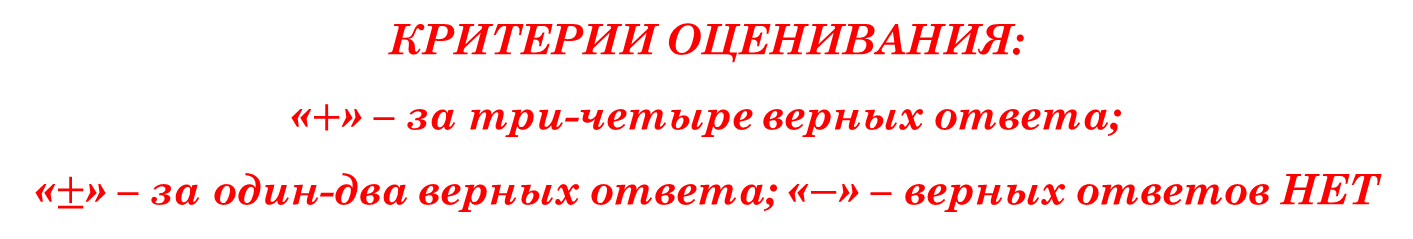 КРИТЕРИИ ОЦЕНИВАНИЯ:
«+» – за три-четыре верных ответа;
«±» – за один-два верных ответа; «−» – верных ответов НЕТ